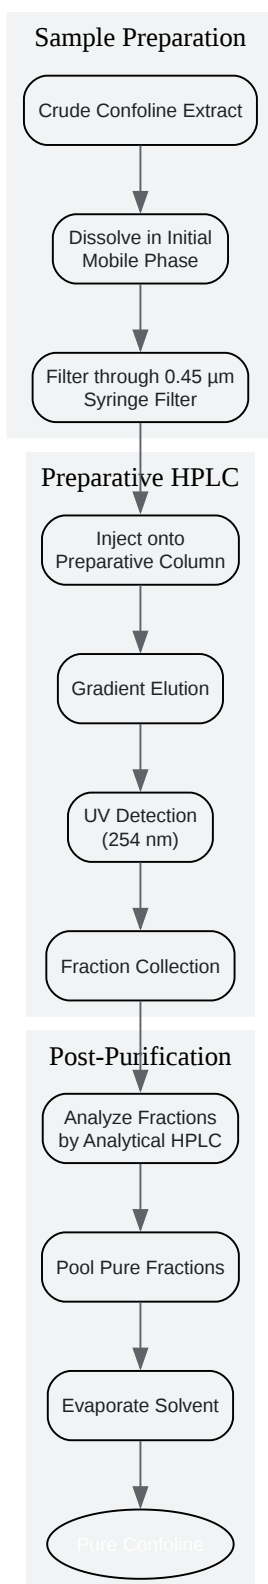 Sample Preparation
Crude Confoline Extract
Dissolve in Initial
Mobile Phase
Filter through 0.45 µm
Syringe Filter
Preparative HPLC
Inject onto
Preparative Column
Gradient Elution
UV Detection
(254 nm)
Fraction Collection
Post-Purification
Analyze Fractions
by Analytical HPLC
Pool Pure Fractions
Evaporate Solvent
Pure Confoline